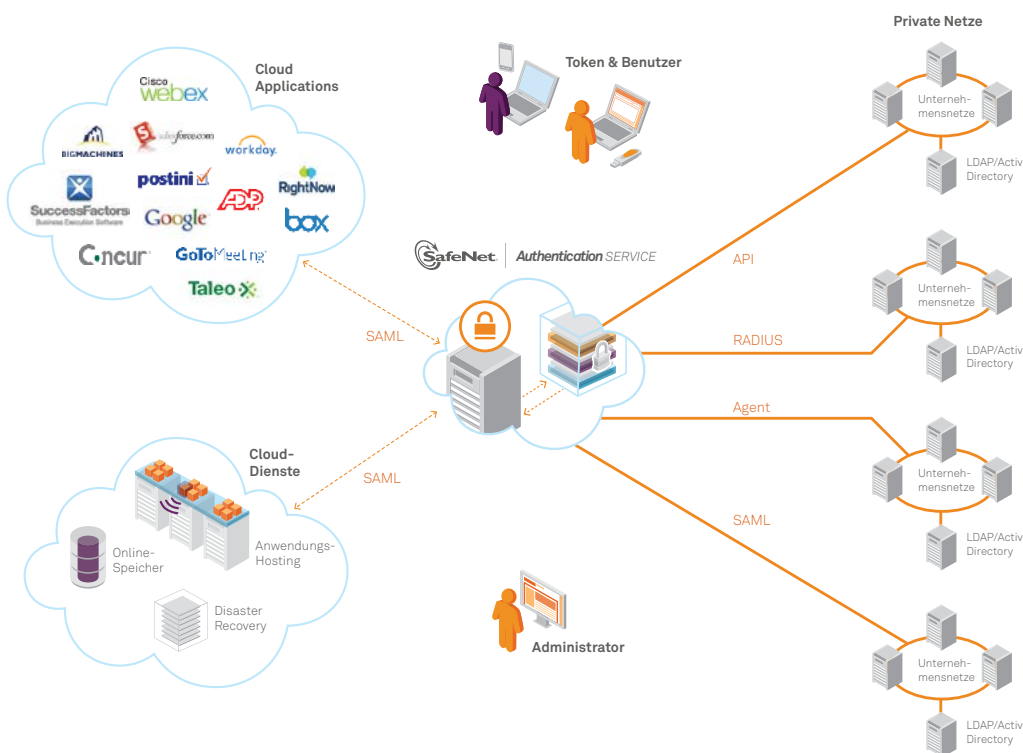 Private Netze
Cloud
Applications
Token & Benutzer
Cisco
webex
BIGMACHINES
salesforce.com
workday.
postini
ADP
RightNow
SuccessFactors
Business Execution Software
Google
box
Concur
GoToMeeting
Taleo
SafeNet. | Authentication SERVICE
SAML
SAML
API
RADIUS
Agent
SAML
Unterneh-
mensnetze
LDAP/Activ
Directory
Unterneh-
mensnetze
LDAP/Activ
Directory
Unterneh-
mensnetze
LDAP/Activ
Directory
Unterneh-
mensnetze
LDAP/Activ
Directory
Cloud-
Dienste
Online-
Speicher
Anwendungs-
Hosting
Disaster
Recovery
Administrator